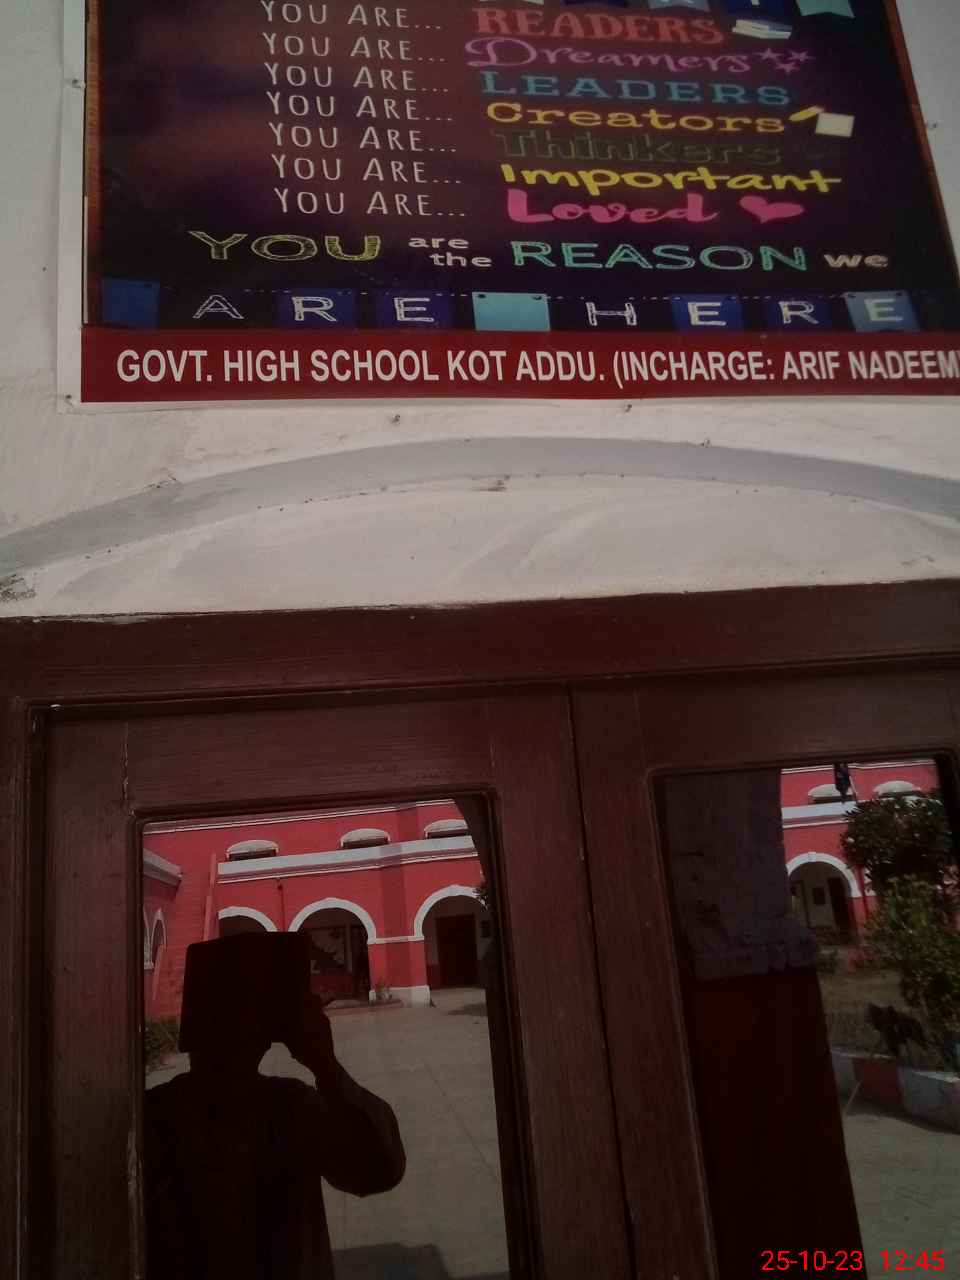 YOU ARE... READERS
YOU ARE... Dreamers
YOU ARE... LEADERS
YOU ARE... Creators
YOU ARE... Thinkers
YOU ARE... Important
YOU ARE... Loved
YOU are the REASON we
ARE HERE
GOVT. HIGH SCHOOL KOT ADDU. (INCHARGE: ARIF NADEEM
25-10-23 12:45